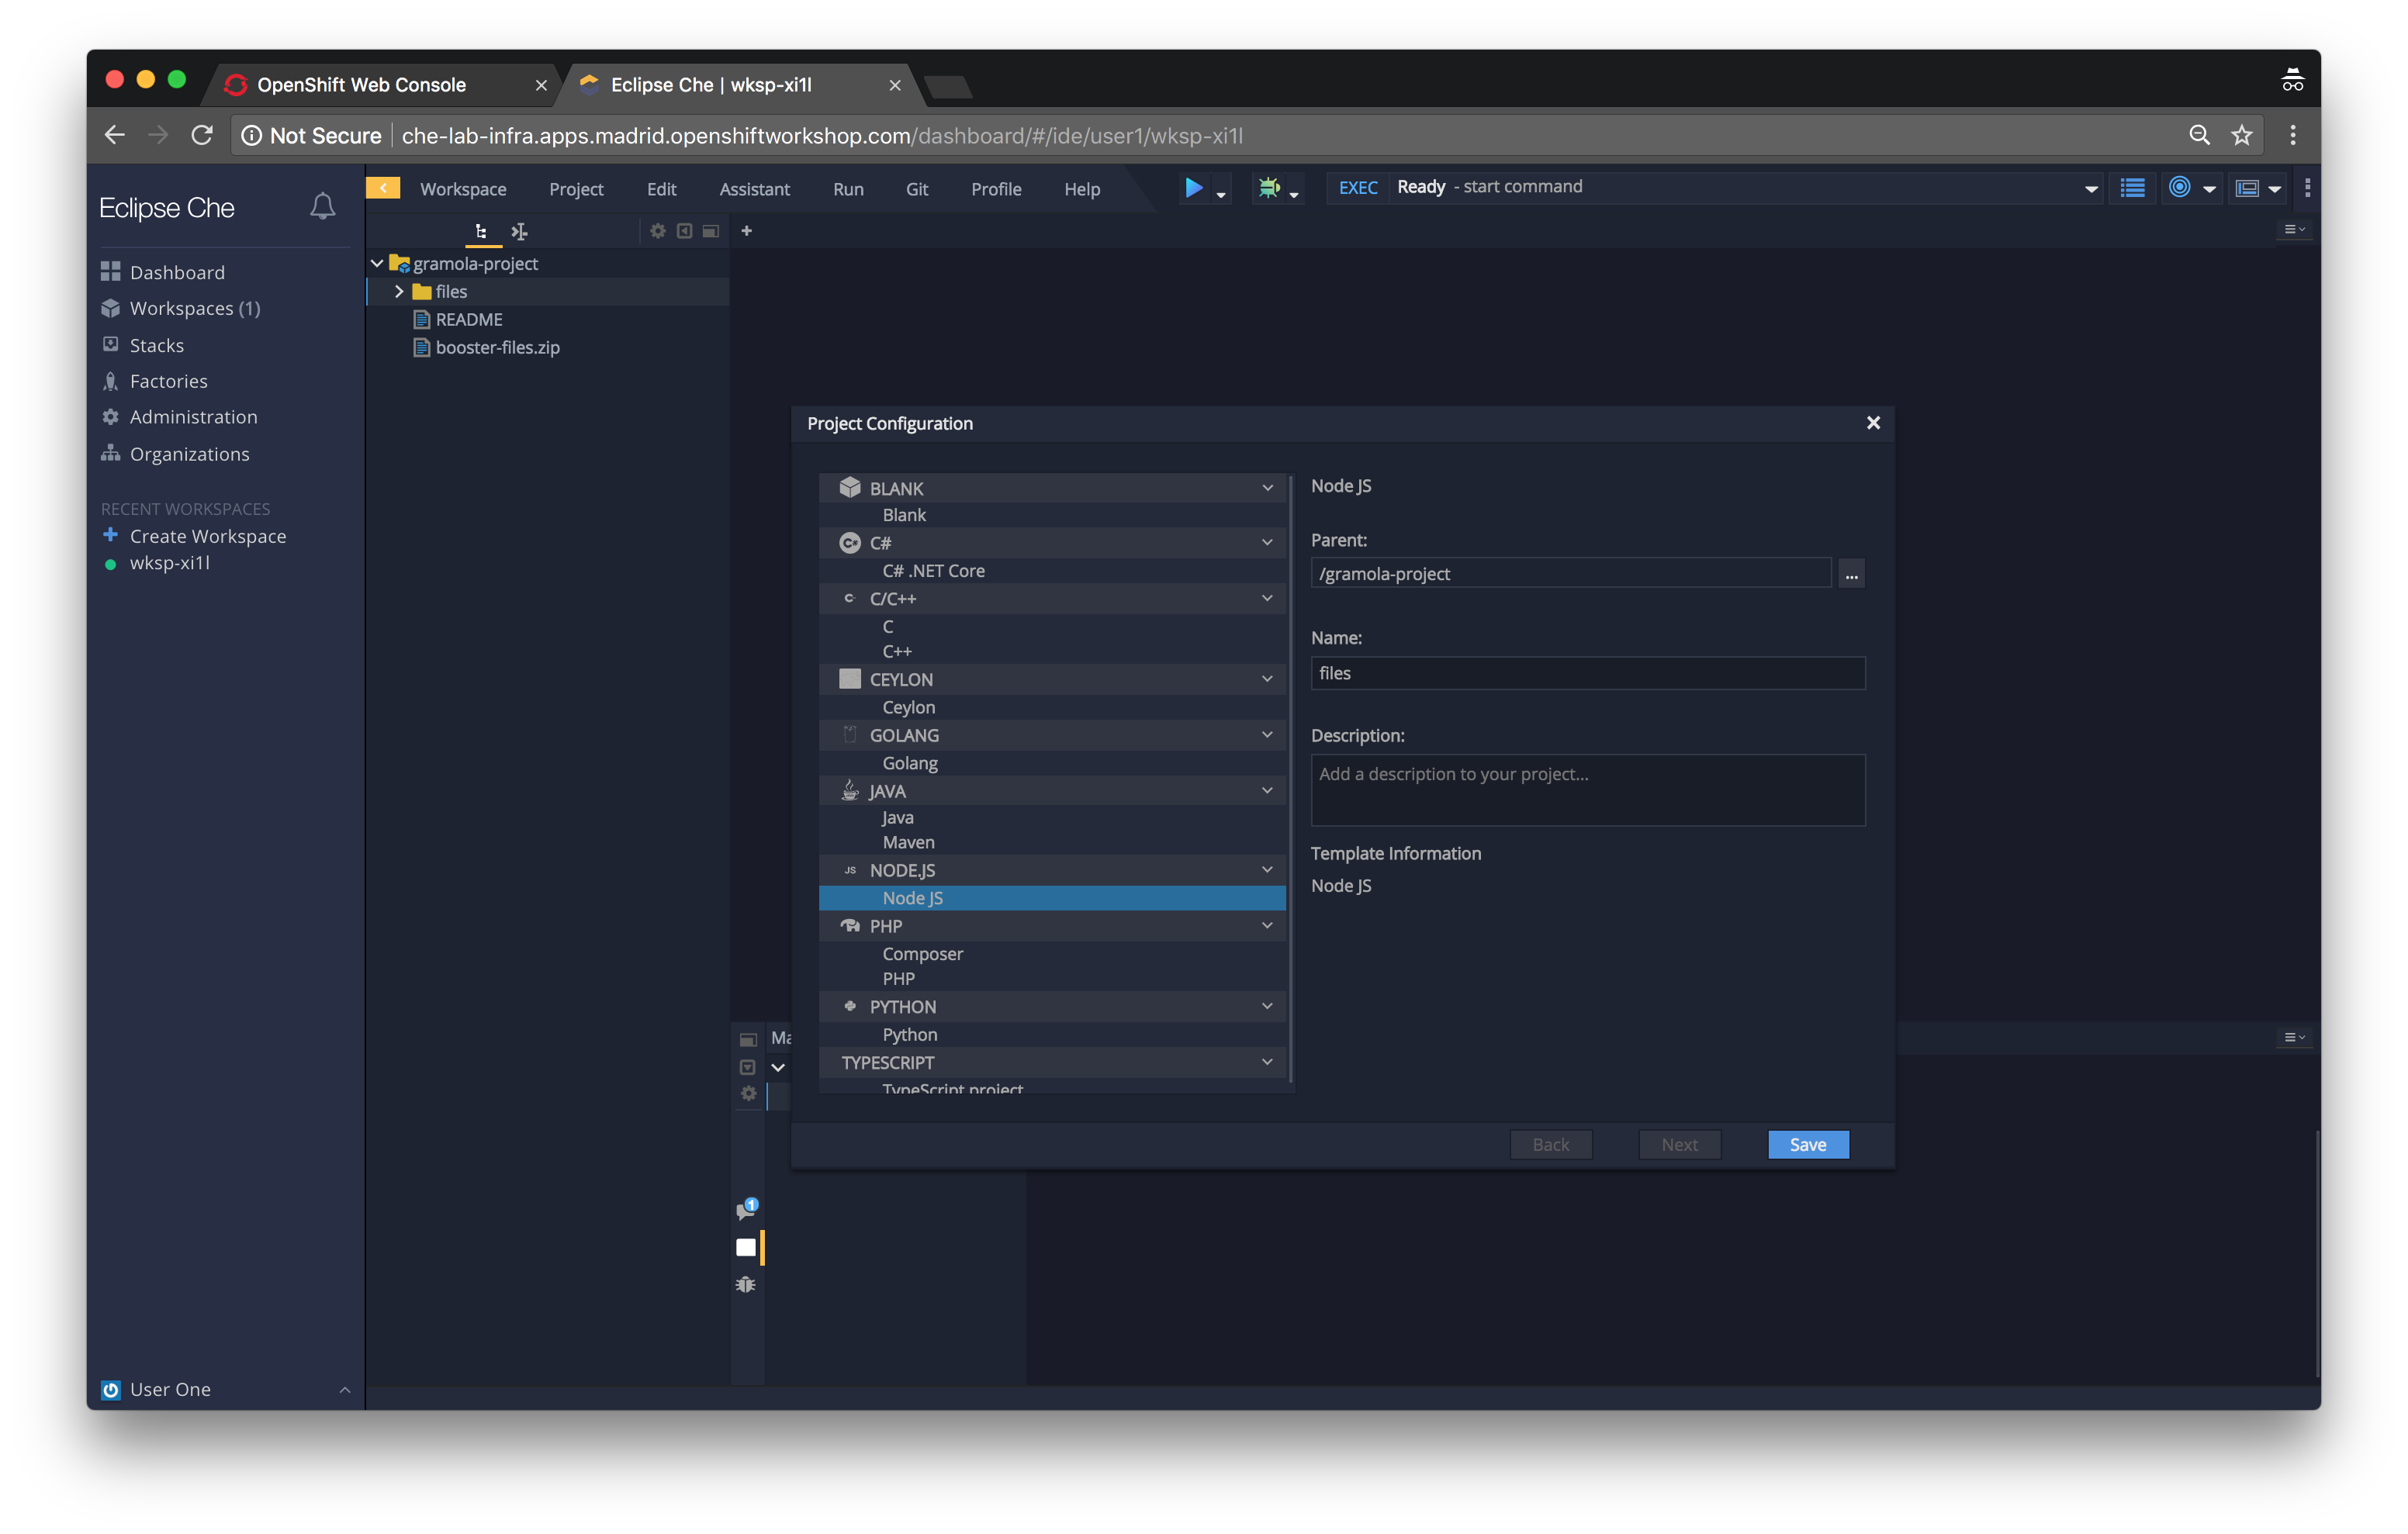 OpenShift Web Console
Eclipse Che | wksp-xi1l
Not Secure
che-lab-infra.apps.madrid.openshiftworkshop.com/dashboard/#/ide/user1/wksp-xi1l
Eclipse Che
Workspace Project Edit Assistant Run Git Profile Help
EXEC Ready - start command
Dashboard
Workspaces (1)
Stacks
Factories
Administration
Organizations
RECENT WORKSPACES
Create Workspace
wksp-xi1l
User One
gramola-project
files
README
booster-files.zip
Project Configuration
BLANK
Blank
C#
C# .NET Core
C/C++
C
C++
CEYLON
Ceylon
GOLANG
Golang
JAVA
Java
Maven
JS NODE.JS
Node JS
PHP
Composer
PHP
PYTHON
Python
TYPESCRIPT
TypeScript project
Node JS
Parent:
/gramola-project
...
Name:
files
Description:
Add a description to your project...
Template Information
Node JS
Back Next Save
Ma
1